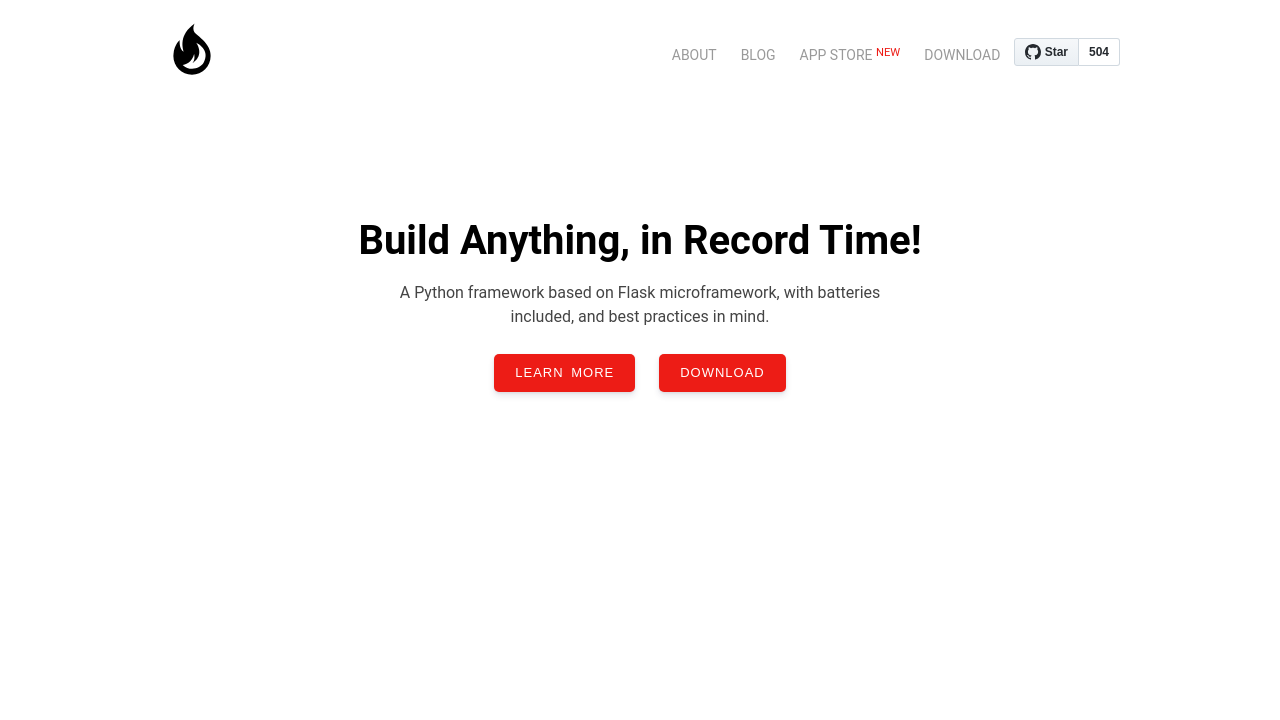 ABOUT BLOG APP STORE NEW DOWNLOAD Star 504
Build Anything, in Record Time!
A Python framework based on Flask microframework, with batteries
included, and best practices in mind.
LEARN MORE DOWNLOAD